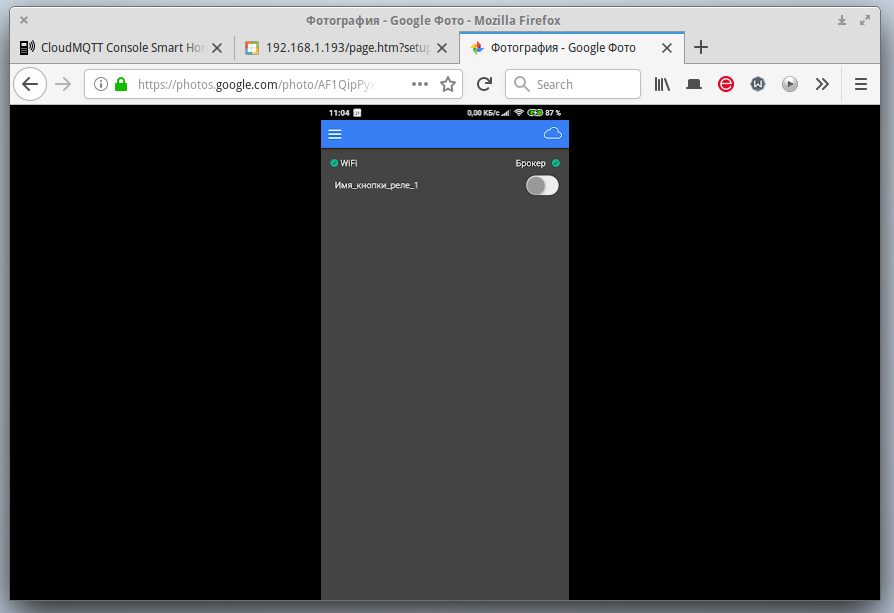 Фотография - Google Фото - Mozilla Firefox
CloudMQTT Console Smart Hor
192.168.1.193/page.htm?setup
Фотография - Google Фото
https://photos.google.com/photo/AF1QipPyx
Search
11:04
0,00 КБ/с
87 %
WiFi
Брокер
Имя_кнопки_реле_1